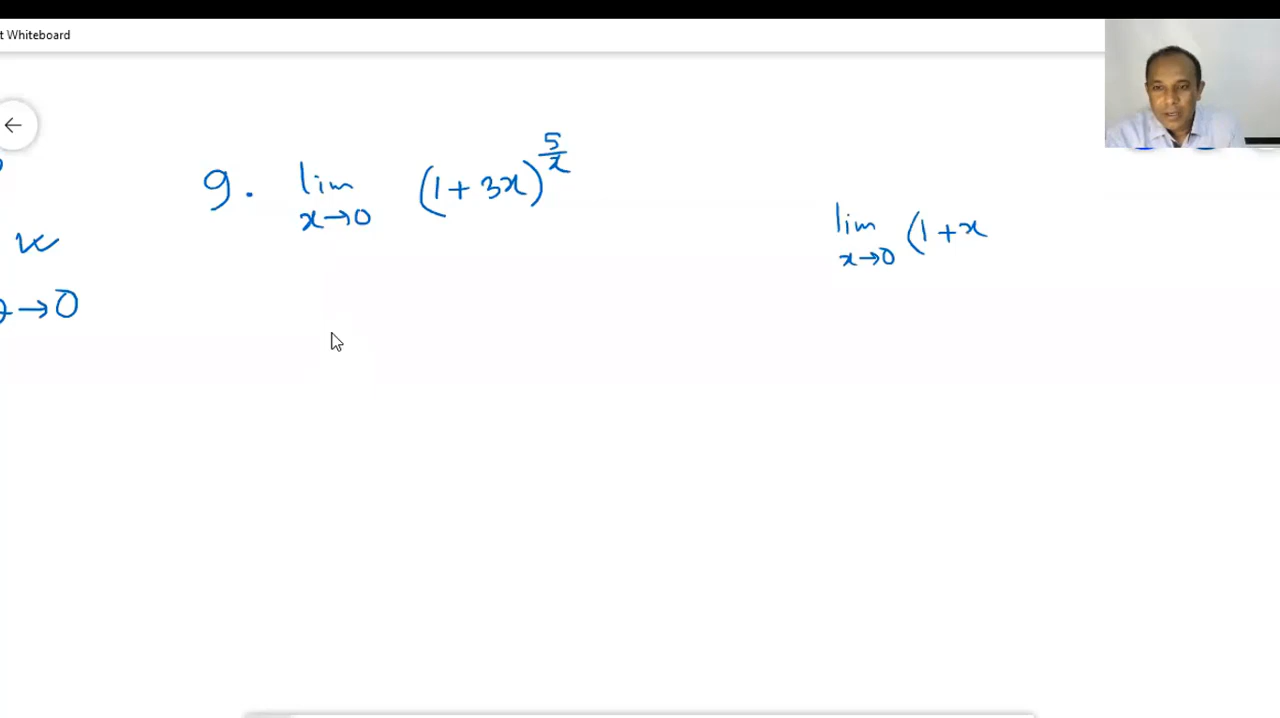 t Whiteboard
9. lim (1+3x)^(5/x)
x→0
lim (1+x
x→0
→0